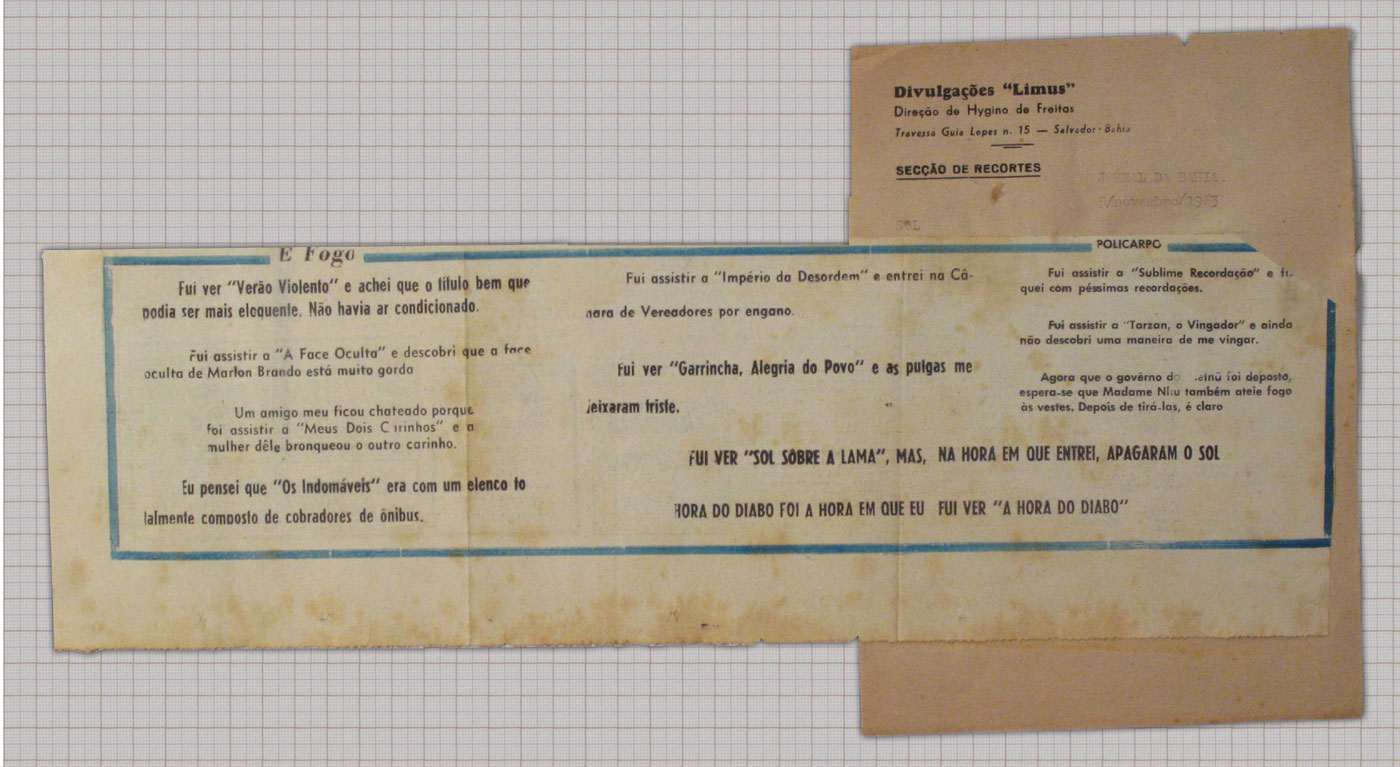 Divulgações "Limus"
Direção de Hygino de Freitas
Travessa Guia Lopes n. 15 — Salvador-Bahia
SECÇÃO DE RECORTES
JORNAL DA BAHIA.
5/novembro/1963
SOL
É Fogo
POLICARPO
Fui ver "Verão Violento" e achei que o título bem que
podia ser mais eloquente. Não havia ar condicionado.
Fui assistir a "A Face Oculta" e descobri que a face
oculta de Marlon Brando está muito gorda
Um amigo meu ficou chateado porque
foi assistir a "Meus Dois C rinhos" e a
mulher dêle bronqueou o outro carinho.
Eu pensei que "Os Indomáveis" era com um elenco to
talmente composto de cobradores de ônibus.
Fui assistir a "Império da Desordem" e entrei na Câ-
mara de Vereadores por engano.
Fui ver "Garrincha, Alegria do Povo" e as pulgas me
deixaram triste.
FUI VER "SOL SÔBRE A LAMA", MAS, NA HORA EM QUE ENTREI, APAGARAM O SOL
HORA DO DIABO FOI A HORA EM QUE EU FUI VER "A HORA DO DIABO"
Fui assistir a "Sublime Recordação" e fi-
quei com péssimas recordações.
Fui assistir a "Tarzan, o Vingador" e ainda
não descobri uma maneira de me vingar.
Agora que o govêrno do foi deposto,
espera-se que Madame Nhu também ateie fogo
às vestes. Depois de tirá-las, é claro